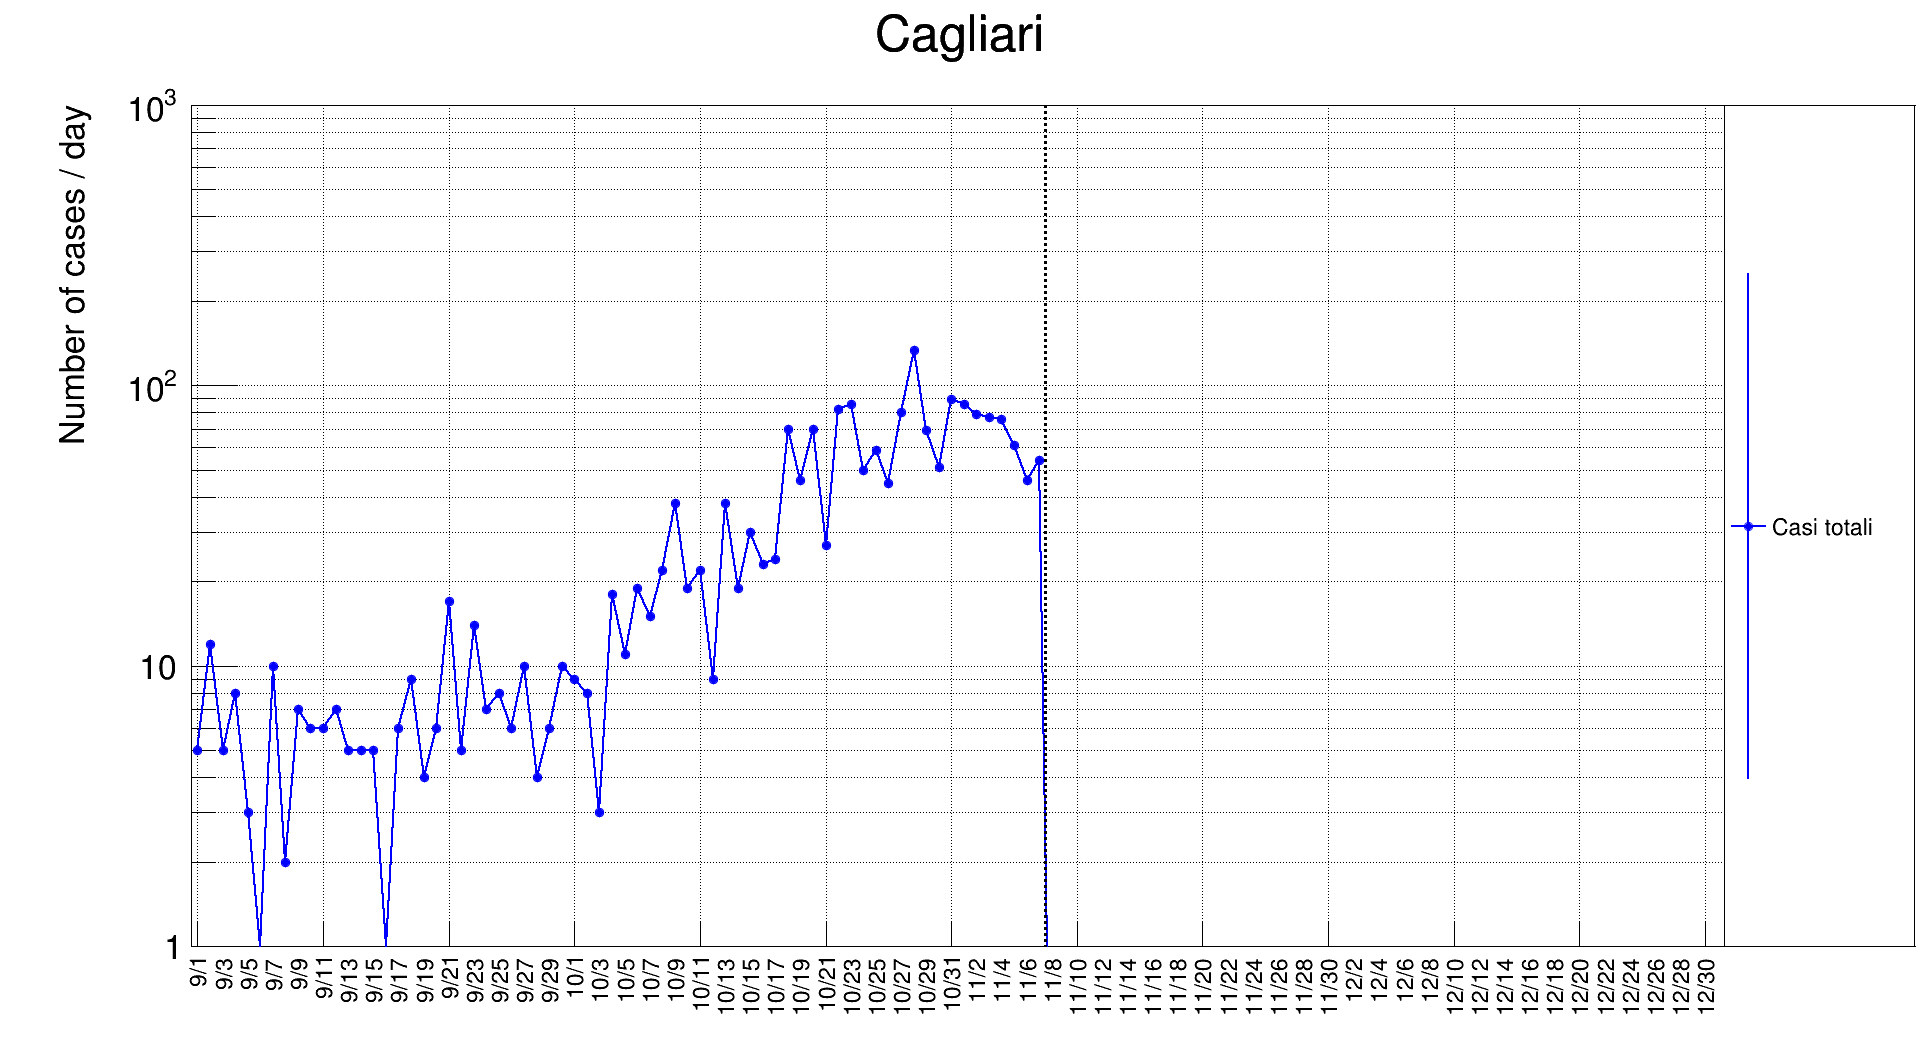 Cagliari
Number of cases / day
10³
10²
10
1
Casi totali
9/1 9/3 9/5 9/7 9/9 9/11 9/13 9/15 9/17 9/19 9/21 9/23 9/25 9/27 9/29 10/1 10/3 10/5 10/7 10/9 10/11 10/13 10/15 10/17 10/19 10/21 10/23 10/25 10/27 10/29 10/31 11/2 11/4 11/6 11/8 11/10 11/12 11/14 11/16 11/18 11/20 11/22 11/24 11/26 11/28 11/30 12/2 12/4 12/6 12/8 12/10 12/12 12/14 12/16 12/18 12/20 12/22 12/24 12/26 12/28 12/30